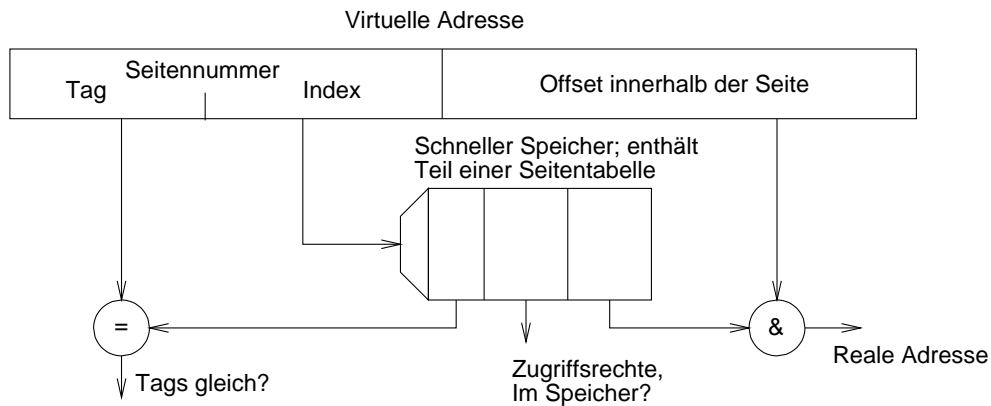 Virtuelle Adresse
Seitennummer
Tag
Index
Offset innerhalb der Seite
Schneller Speicher; enthält
Teil einer Seitentabelle
=
&
Reale Adresse
Tags gleich?
Zugriffsrechte,
Im Speicher?